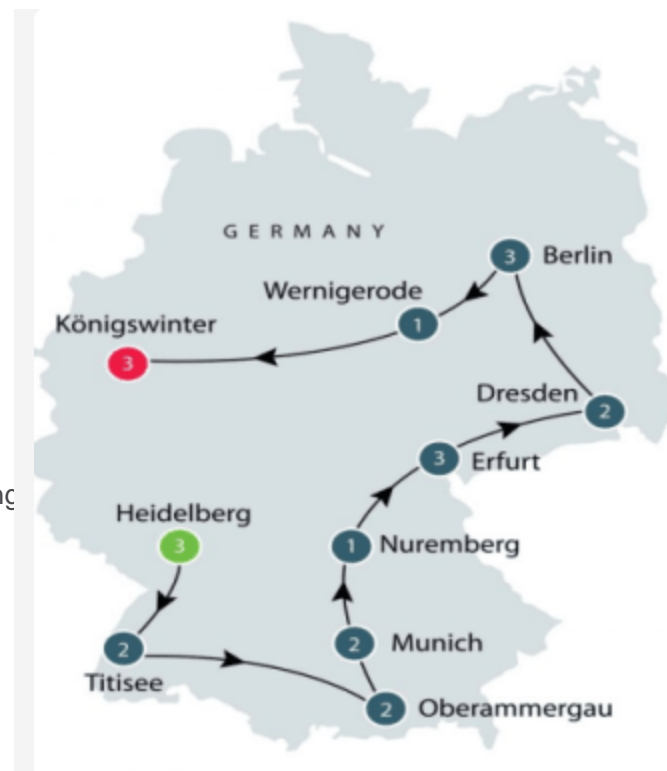 GERMANY
3 Berlin
Wernigerode
1
Königswinter
3
Dresden
2
3 Erfurt
Heidelberg
3
1 Nuremberg
2 Munich
2
Titisee
2 Oberammergau